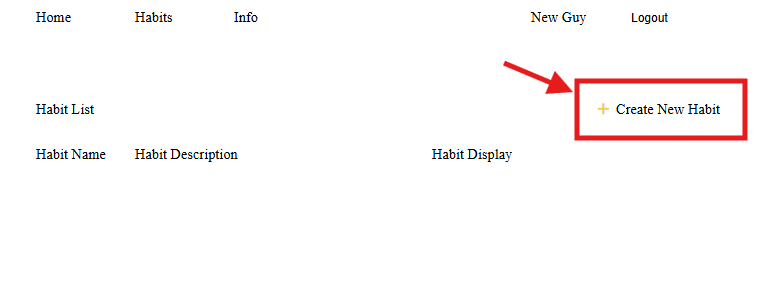 Home Habits Info New Guy Logout
Habit List + Create New Habit
Habit Name Habit Description Habit Display